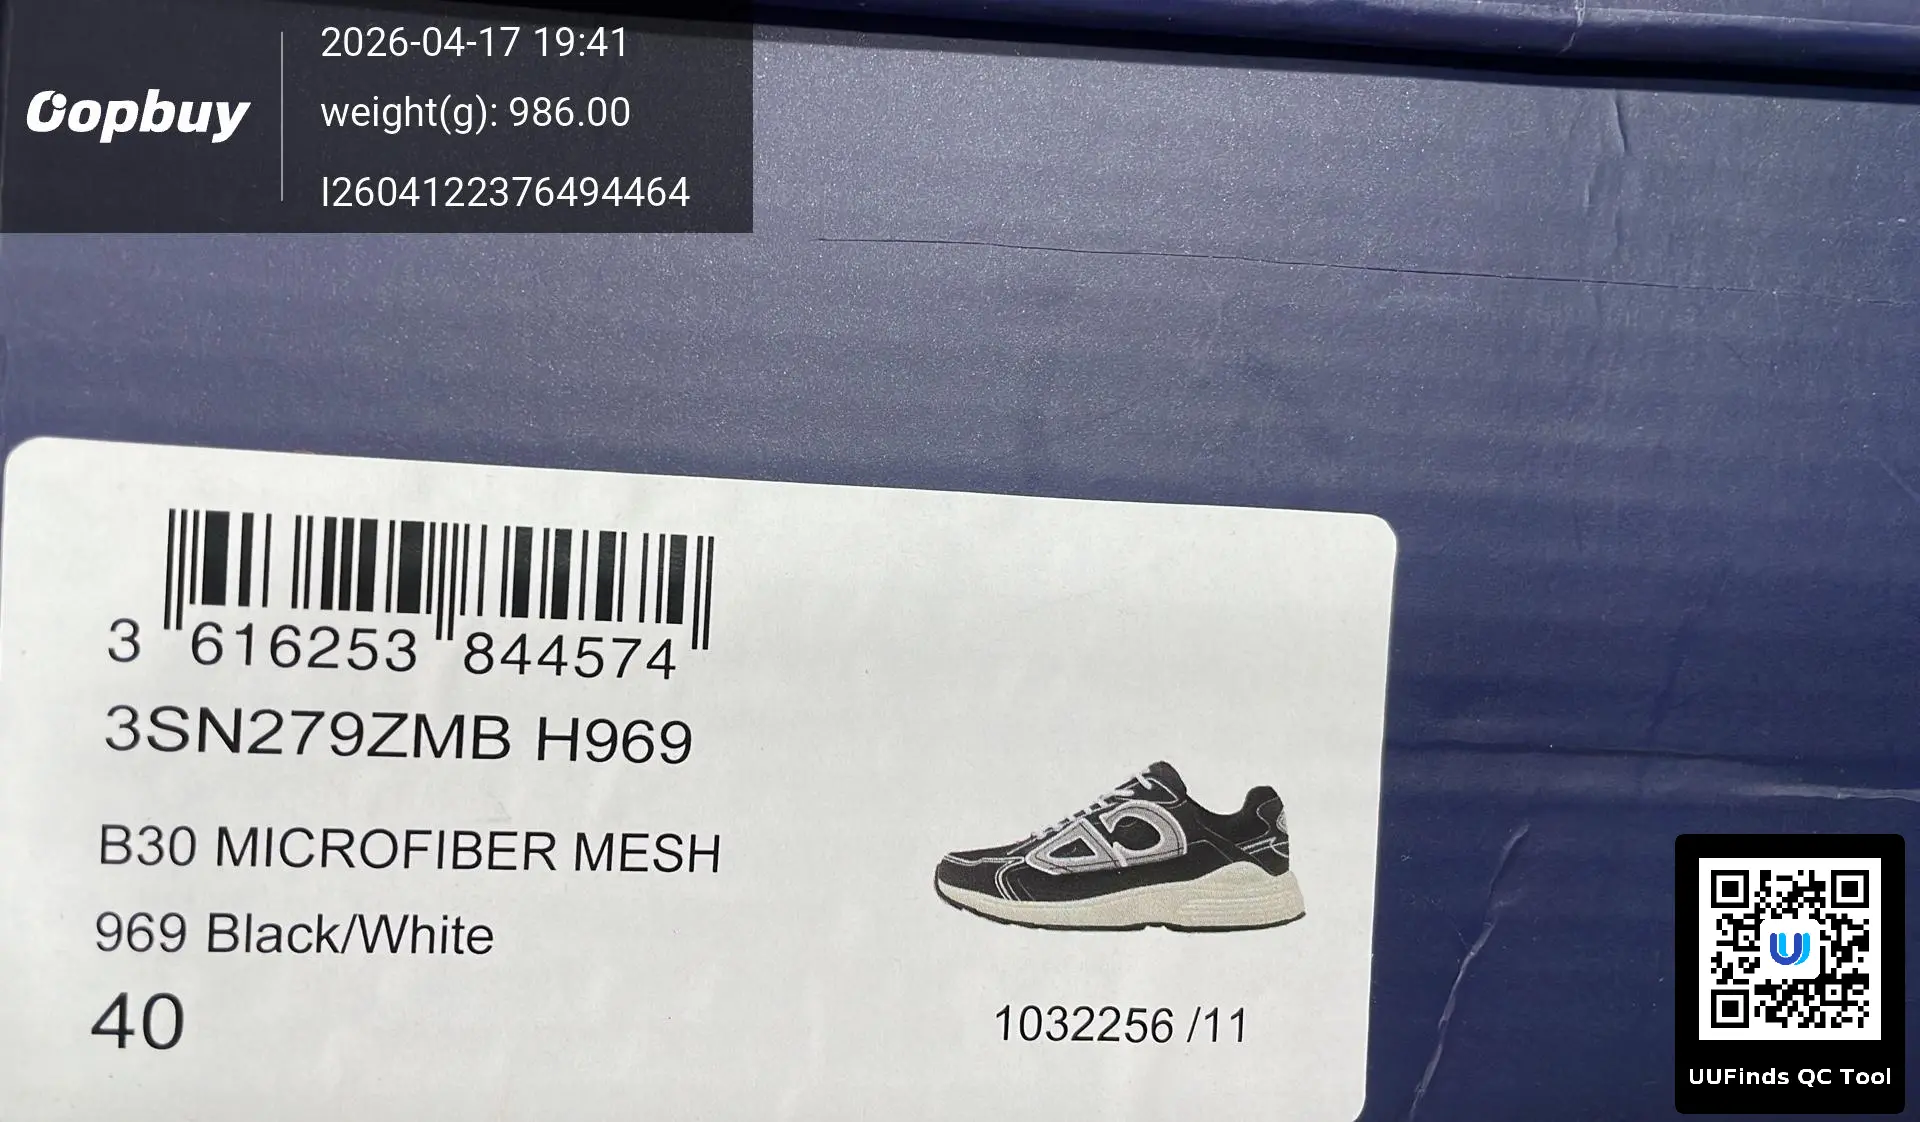 Oopbuy
2026-04-17 19:41
weight(g): 986.00
I2604122376494464
3 616253 844574
3SN279ZMB H969
B30 MICROFIBER MESH
969 Black/White
40
1032256 /11
UUFinds QC Tool